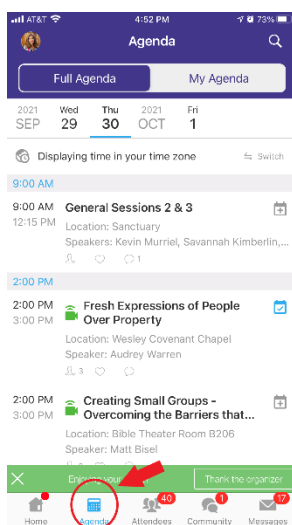 AT&T 4:52 PM 73%
Agenda
Full Agenda My Agenda
2021 Wed Thu 2021 Fri
SEP 29 30 OCT 1
Displaying time in your time zone Switch
9:00 AM
9:00 AM General Sessions 2 & 3
12:15 PM Location: Sanctuary
Speakers: Kevin Murriel, Savannah Kimberlin,...
1
2:00 PM
2:00 PM Fresh Expressions of People
3:00 PM Over Property
Location: Wesley Covenant Chapel
Speaker: Audrey Warren
3
2:00 PM Creating Small Groups -
3:00 PM Overcoming the Barriers that...
Location: Bible Theater Room B206
Speaker: Matt Bisel
Thank the organizer
40 1 17
Home Agenda Attendees Community Messages